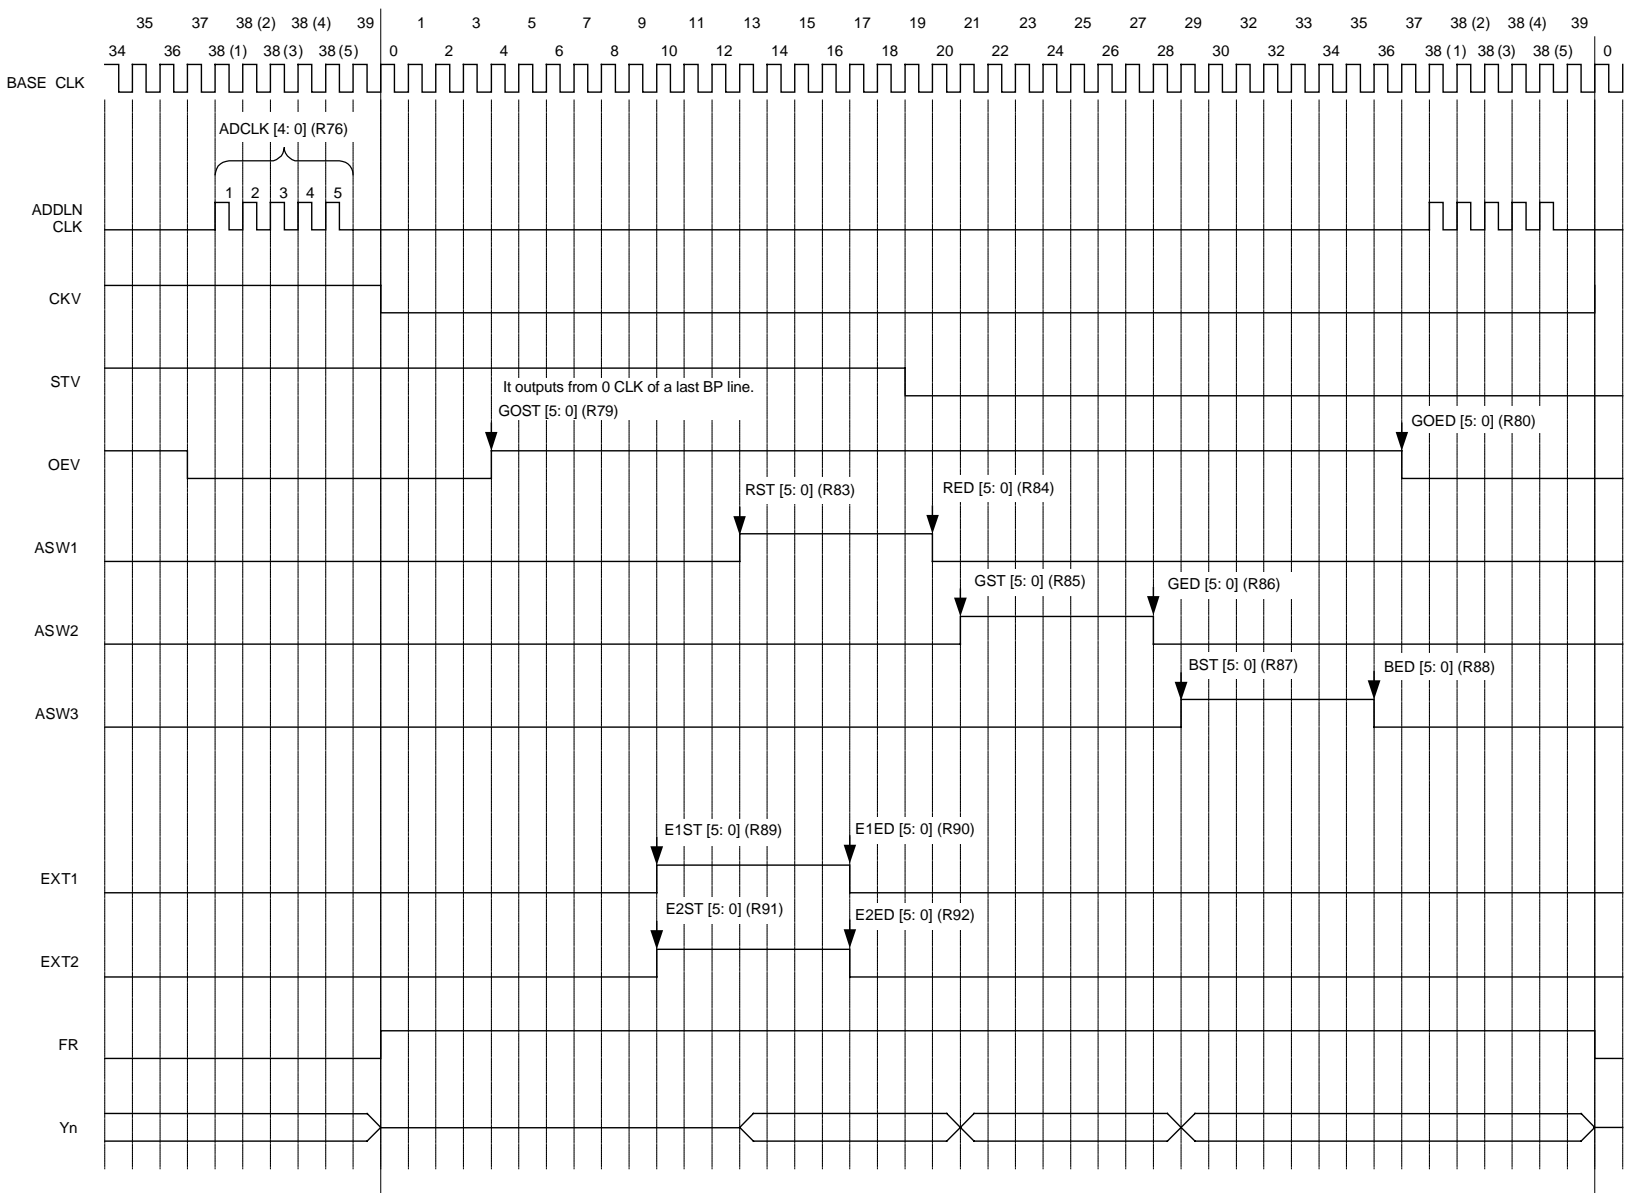 35 37 38 (2) 38 (4) 39 1 3 5 7 9 11 13 15 17 19 21 23 25 27 29 32 33 35 37 38 (2) 38 (4) 39
34 36 38 (1) 38 (3) 38 (5) 0 2 4 6 8 10 12 14 16 18 20 22 24 26 28 30 32 34 36 38 (1) 38 (3) 38 (5) 0
BASE CLK
ADCLK [4: 0] (R76)
1 2 3 4 5
ADDLN
CLK
CKV
STV
It outputs from 0 CLK of a last BP line.
GOST [5: 0] (R79)
GOED [5: 0] (R80)
OEV
RST [5: 0] (R83)
RED [5: 0] (R84)
ASW1
GST [5: 0] (R85)
GED [5: 0] (R86)
ASW2
BST [5: 0] (R87)
BED [5: 0] (R88)
ASW3
E1ST [5: 0] (R89)
E1ED [5: 0] (R90)
EXT1
E2ST [5: 0] (R91)
E2ED [5: 0] (R92)
EXT2
FR
Yn